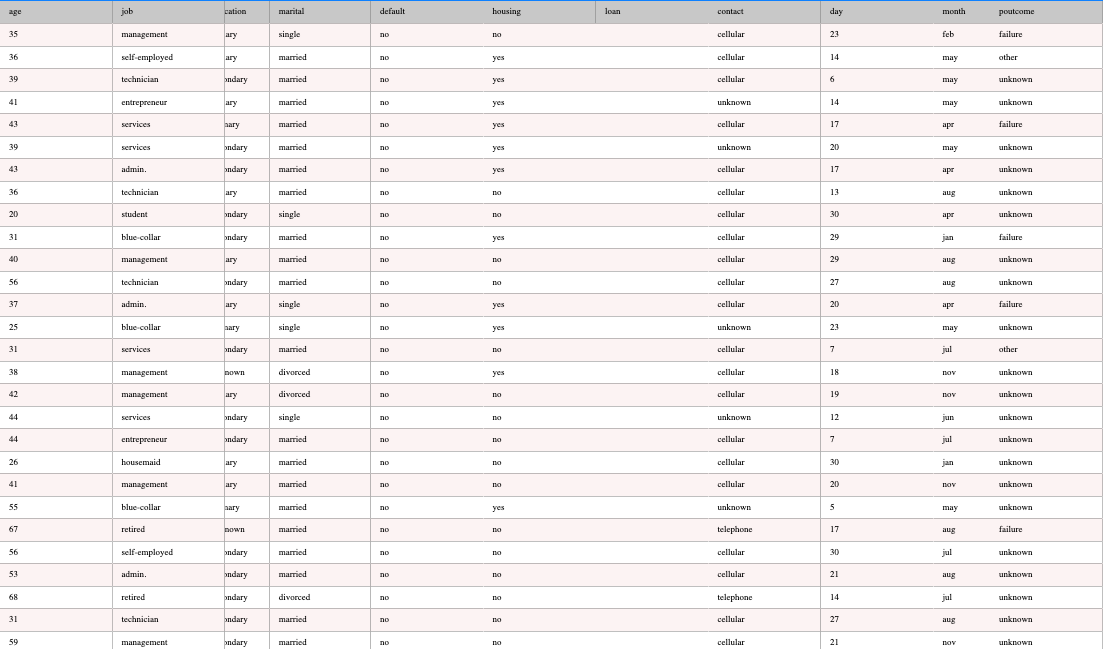 age job cation marital default housing loan contact day month poutcome
35 management ary single no no cellular 23 feb failure
36 self-employed ary married no yes cellular 14 may other
39 technician ondary married no yes cellular 6 may unknown
41 entrepreneur ary married no yes unknown 14 may unknown
43 services nary married no yes cellular 17 apr failure
39 services ondary married no yes unknown 20 may unknown
43 admin. ondary married no yes cellular 17 apr unknown
36 technician ary married no no cellular 13 aug unknown
20 student ondary single no no cellular 30 apr unknown
31 blue-collar ondary married no yes cellular 29 jan failure
40 management ary married no no cellular 29 aug unknown
56 technician ondary married no no cellular 27 aug unknown
37 admin. ary single no yes cellular 20 apr failure
25 blue-collar nary single no yes unknown 23 may unknown
31 services ondary married no no cellular 7 jul other
38 management nown divorced no yes cellular 18 nov unknown
42 management ary divorced no no cellular 19 nov unknown
44 services ondary single no no unknown 12 jun unknown
44 entrepreneur ondary married no no cellular 7 jul unknown
26 housemaid ary married no no cellular 30 jan unknown
41 management ary married no no cellular 20 nov unknown
55 blue-collar nary married no yes unknown 5 may unknown
67 retired nown married no no telephone 17 aug failure
56 self-employed ondary married no no cellular 30 jul unknown
53 admin. ondary married no no cellular 21 aug unknown
68 retired ondary divorced no no telephone 14 jul unknown
31 technician ondary married no no cellular 27 aug unknown
59 management ondary married no no cellular 21 nov unknown